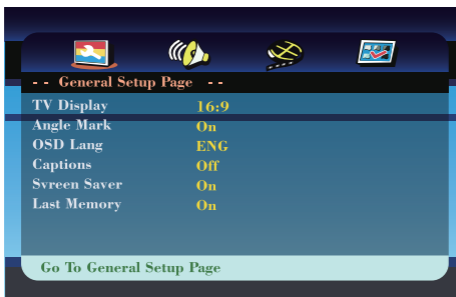 - - General Setup Page - -
TV Display 16:9
Angle Mark On
OSD Lang ENG
Captions Off
Svreen Saver On
Last Memory On
Go To General Setup Page